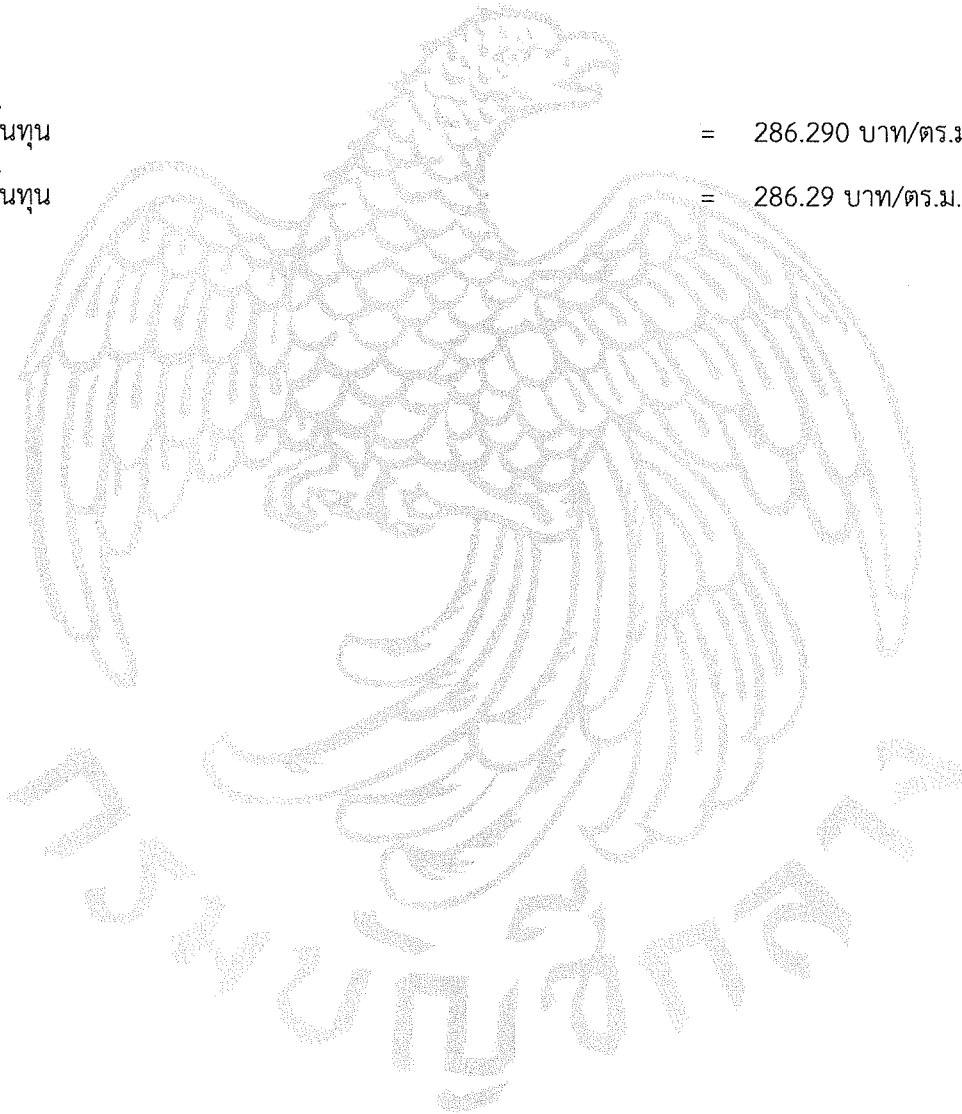 ้นทุน = 286.290 บาท/ตร.ม
้นทุน = 286.29 บาท/ตร.ม.
กรมบัญชีกลาง